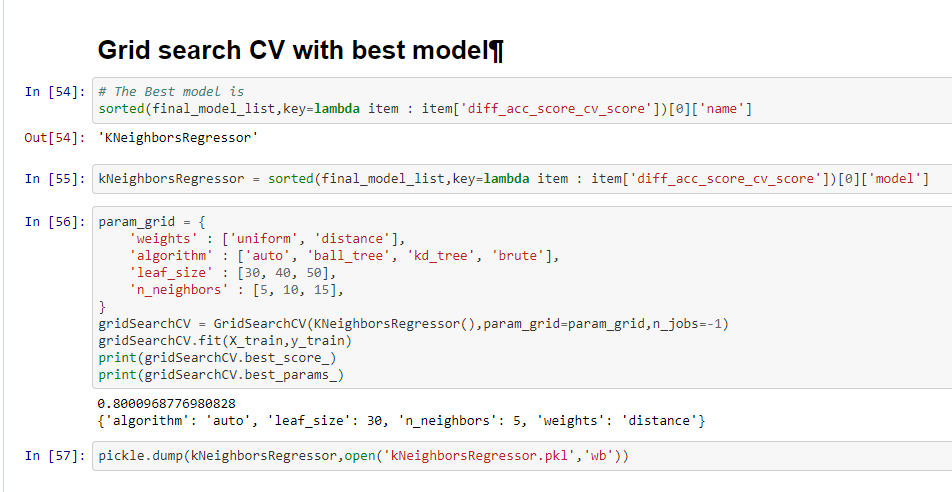 Grid search CV with best model¶
In [54]: # The Best model is
sorted(final_model_list,key=lambda item : item['diff_acc_score_cv_score'])[0]['name']
Out[54]: 'KNeighborsRegressor'
In [55]: kNeighborsRegressor = sorted(final_model_list,key=lambda item : item['diff_acc_score_cv_score'])[0]['model']
In [56]: param_grid = {
    'weights' : ['uniform', 'distance'],
    'algorithm' : ['auto', 'ball_tree', 'kd_tree', 'brute'],
    'leaf_size' : [30, 40, 50],
    'n_neighbors' : [5, 10, 15],
}
gridSearchCV = GridSearchCV(KNeighborsRegressor(),param_grid=param_grid,n_jobs=-1)
gridSearchCV.fit(X_train,y_train)
print(gridSearchCV.best_score_)
print(gridSearchCV.best_params_)
0.8000968776980828
{'algorithm': 'auto', 'leaf_size': 30, 'n_neighbors': 5, 'weights': 'distance'}
In [57]: pickle.dump(kNeighborsRegressor,open('kNeighborsRegressor.pkl','wb'))